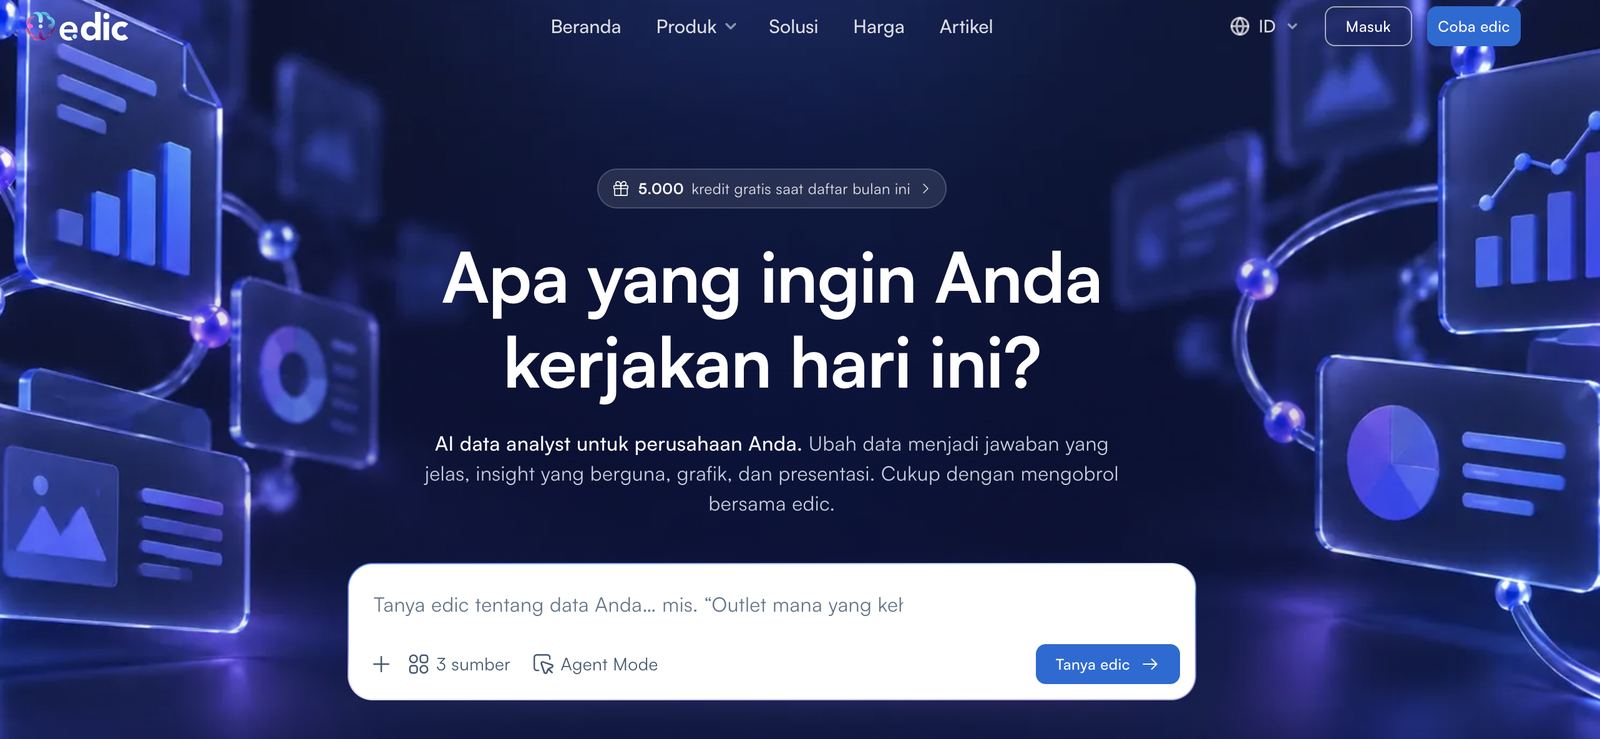 edic
Beranda
Produk
Solusi
Harga
Artikel
ID
Masuk
Coba edic
5.000 kredit gratis saat daftar bulan ini
Apa yang ingin Anda
kerjakan hari ini?
AI data analyst untuk perusahaan Anda. Ubah data menjadi jawaban yang
jelas, insight yang berguna, grafik, dan presentasi. Cukup dengan mengobrol
bersama edic.
Tanya edic tentang data Anda... mis. “Outlet mana yang keh
3 sumber
Agent Mode
Tanya edic